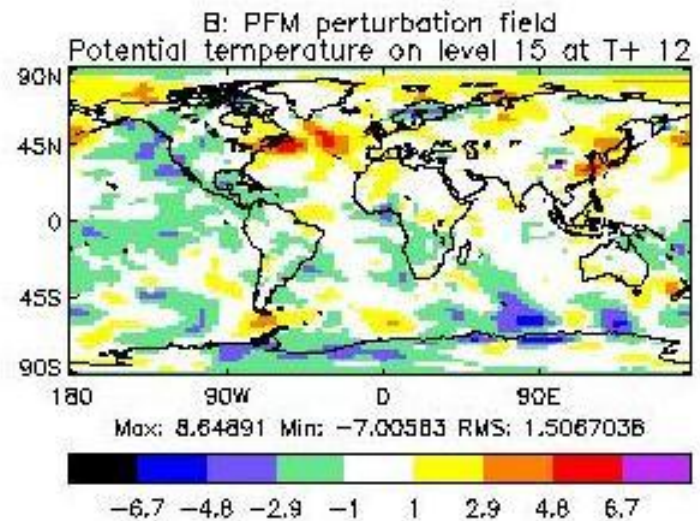 B: PFM perturbation field
Potential temperature on level 15 at T+ 12
90N
45N
0
45S
90S
180 90W 0 90E
Max: 8.64891 Min: -7.00583 RMS: 1.5067038
-6.7 -4.8 -2.9 -1 1 2.9 4.8 6.7